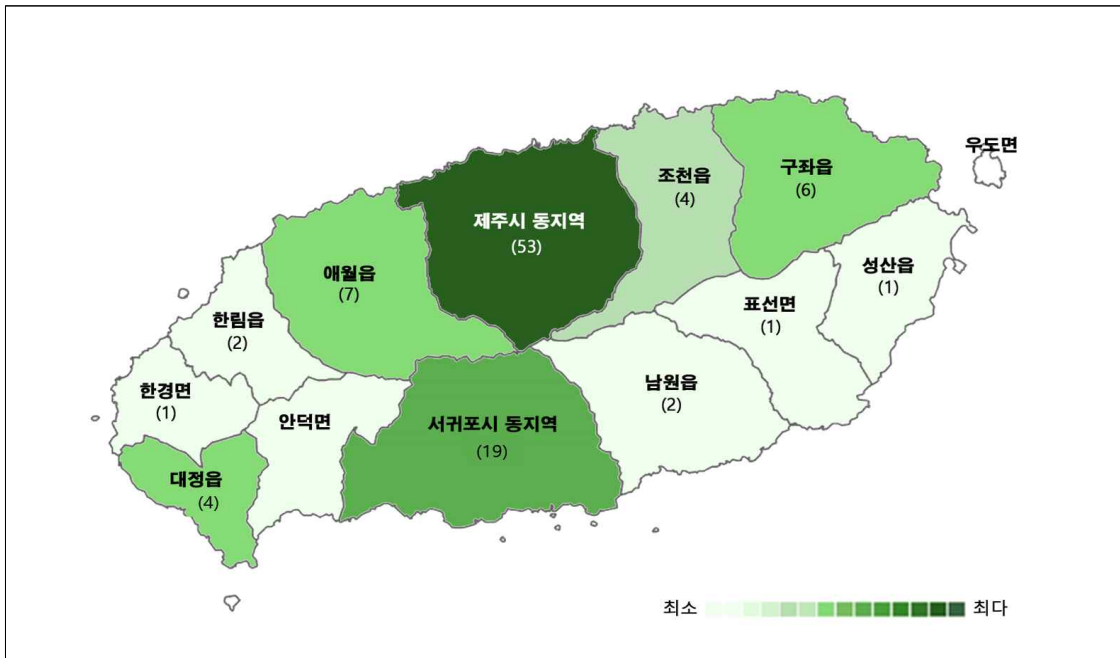 우도면
구좌읍
(6)
조천읍
(4)
제주시 동지역
(53)
성산읍
(1)
애월읍
(7)
표선면
(1)
한림읍
(2)
남원읍
(2)
한경면
(1)
안덕면
서귀포시 동지역
(19)
대정읍
(4)
최소 최다